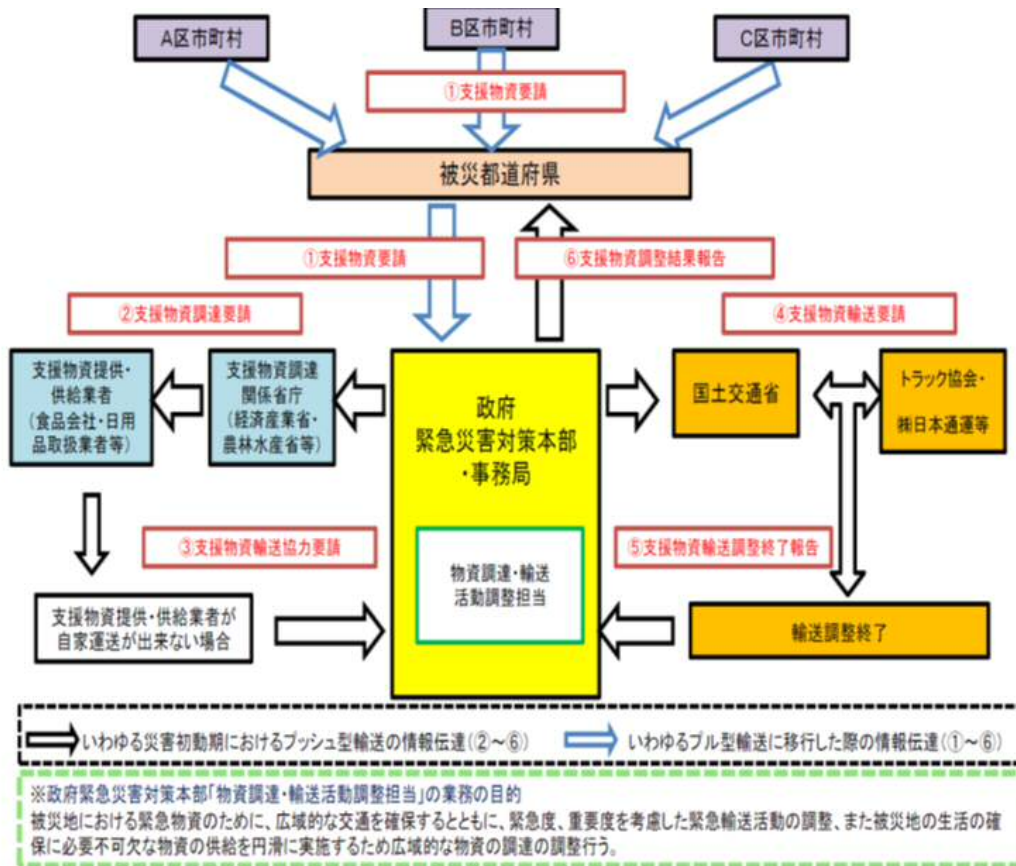 A区市町村
B区市町村
C区市町村
①支援物資要請
被災都道府県
①支援物資要請
⑥支援物資調整結果報告
②支援物資調達要請
④支援物資輸送要請
支援物資提供・
供給業者
(食品会社・日用
品取扱業者等)
支援物資調達
関係省庁
(経済産業省・
農林水産省等)
政府
緊急災害対策本部
・事務局
国土交通省
トラック協会・
㈱日本通運等
③支援物資輸送協力要請
⑤支援物資輸送調整終了報告
物資調達・輸送
活動調整担当
支援物資提供・供給業者が
自家運送が出来ない場合
輸送調整終了
いわゆる災害初動期におけるプッシュ型輸送の情報伝達(②～⑥)
いわゆるプル型輸送に移行した際の情報伝達(①～⑥)
※政府緊急災害対策本部「物資調達・輸送活動調整担当」の業務の目的
被災地における緊急物資のために、広域的な交通を確保するとともに、緊急度、重要度を考慮した緊急輸送活動の調整、また被災地の生活の確
保に必要不可欠な物資の供給を円滑に実施するため広域的な物資の調達の調整行う。